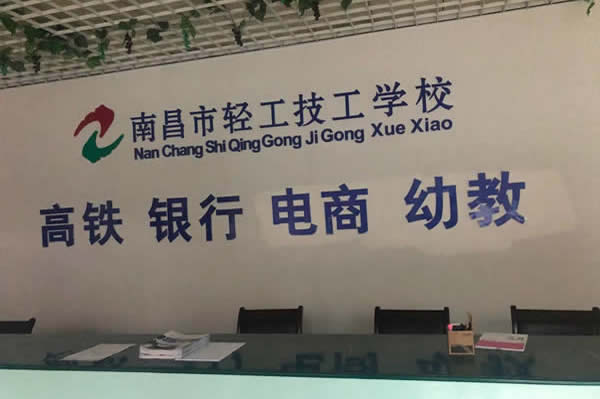 南昌市轻工技工学校
Nan Chang Shi Qing Gong Ji Gong Xue Xiao
高铁 银行 电商 幼教